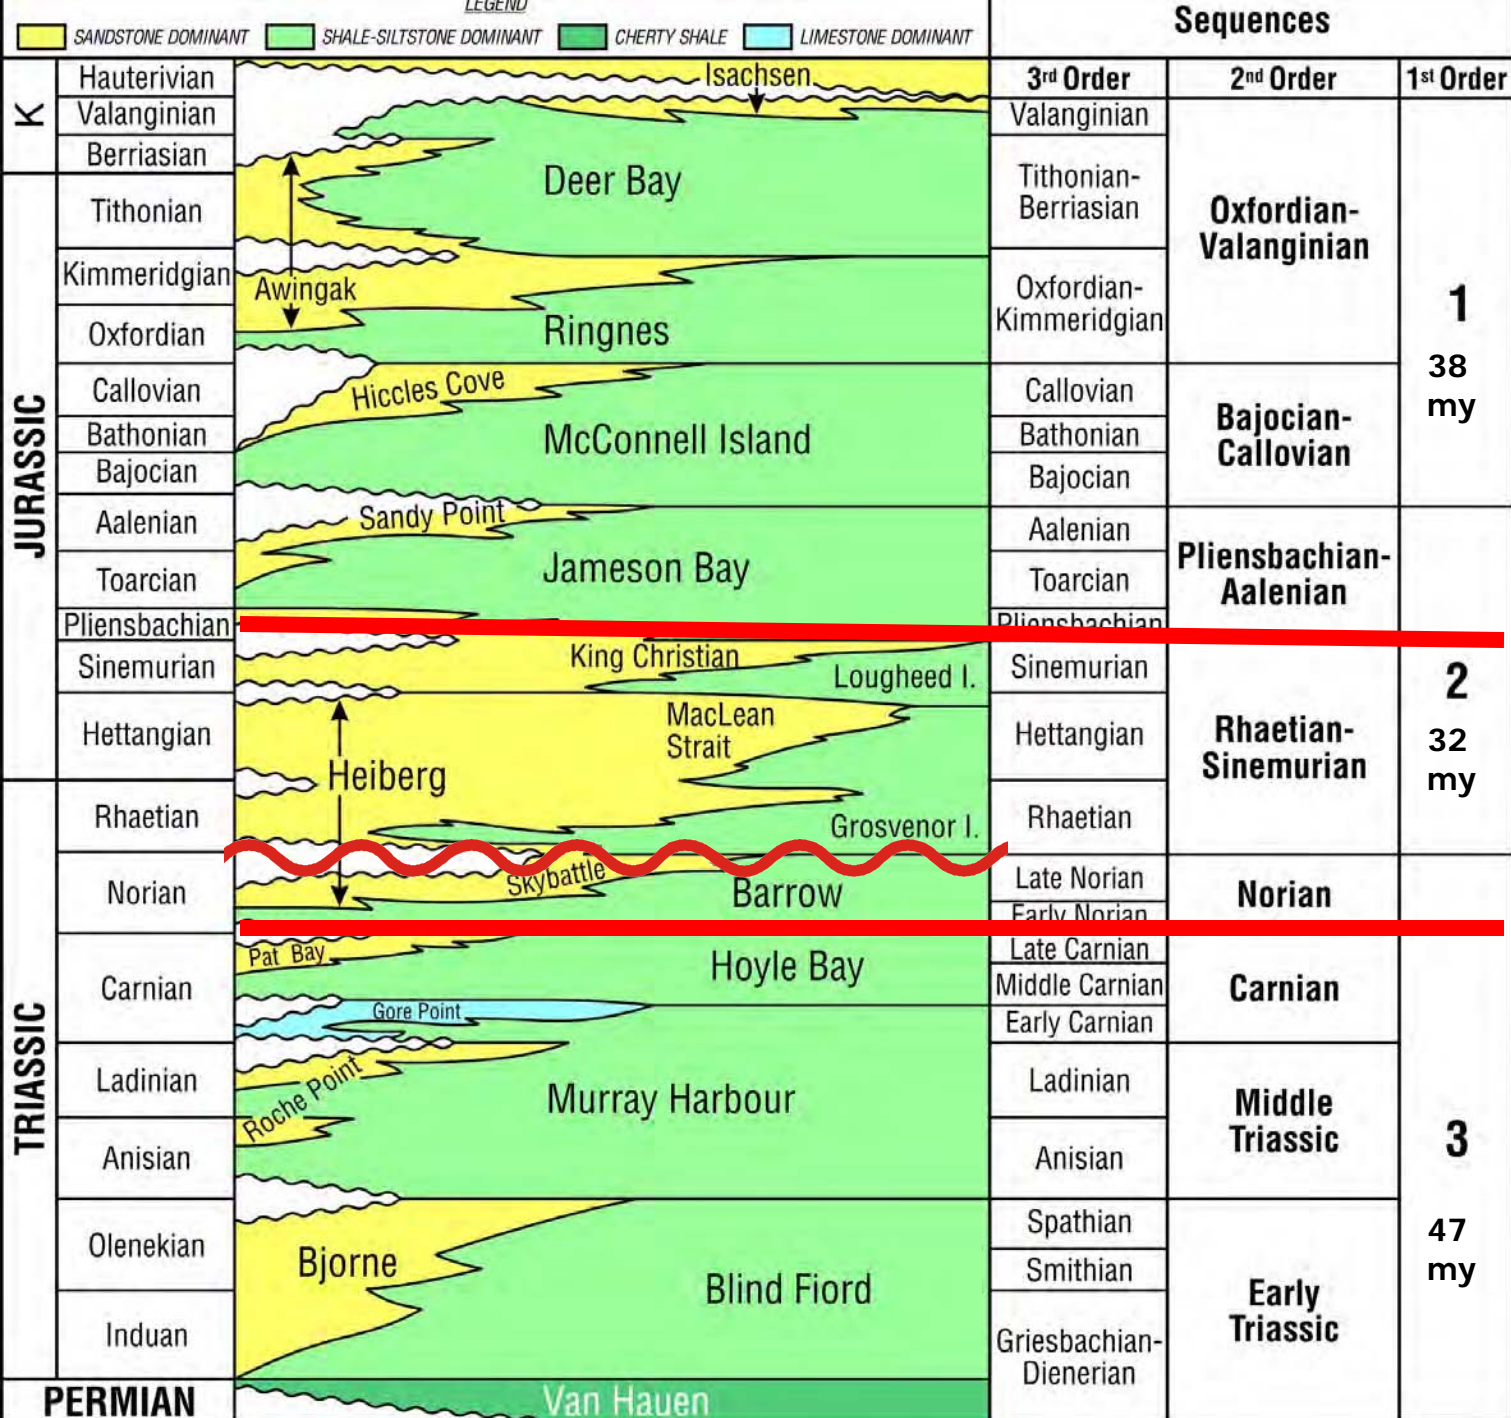 LEGEND
SANDSTONE DOMINANT SHALE-SILTSTONE DOMINANT CHERTY SHALE LIMESTONE DOMINANT
Sequences
3rd Order 2nd Order 1st Order
K
JURASSIC
TRIASSIC
PERMIAN
Hauterivian
Valanginian
Berriasian
Tithonian
Kimmeridgian
Oxfordian
Callovian
Bathonian
Bajocian
Aalenian
Toarcian
Pliensbachian
Sinemurian
Hettangian
Rhaetian
Norian
Carnian
Ladinian
Anisian
Olenekian
Induan
Isachsen
Deer Bay
Awingak
Ringnes
Hiccles Cove
McConnell Island
Sandy Point
Jameson Bay
King Christian
Lougheed I.
MacLean
Strait
Heiberg
Grosvenor I.
Skybattle
Barrow
Pat Bay
Hoyle Bay
Gore Point
Roche Point
Murray Harbour
Bjorne
Blind Fiord
Van Hauen
Valanginian
Tithonian-
Berriasian
Oxfordian-
Kimmeridgian
Callovian
Bathonian
Bajocian
Aalenian
Toarcian
Pliensbachian
Sinemurian
Hettangian
Rhaetian
Late Norian
Early Norian
Late Carnian
Middle Carnian
Early Carnian
Ladinian
Anisian
Spathian
Smithian
Griesbachian-
Dienerian
Oxfordian-
Valanginian
Bajocian-
Callovian
Pliensbachian-
Aalenian
Rhaetian-
Sinemurian
Norian
Carnian
Middle
Triassic
Early
Triassic
1
38
my
2
32
my
3
47
my